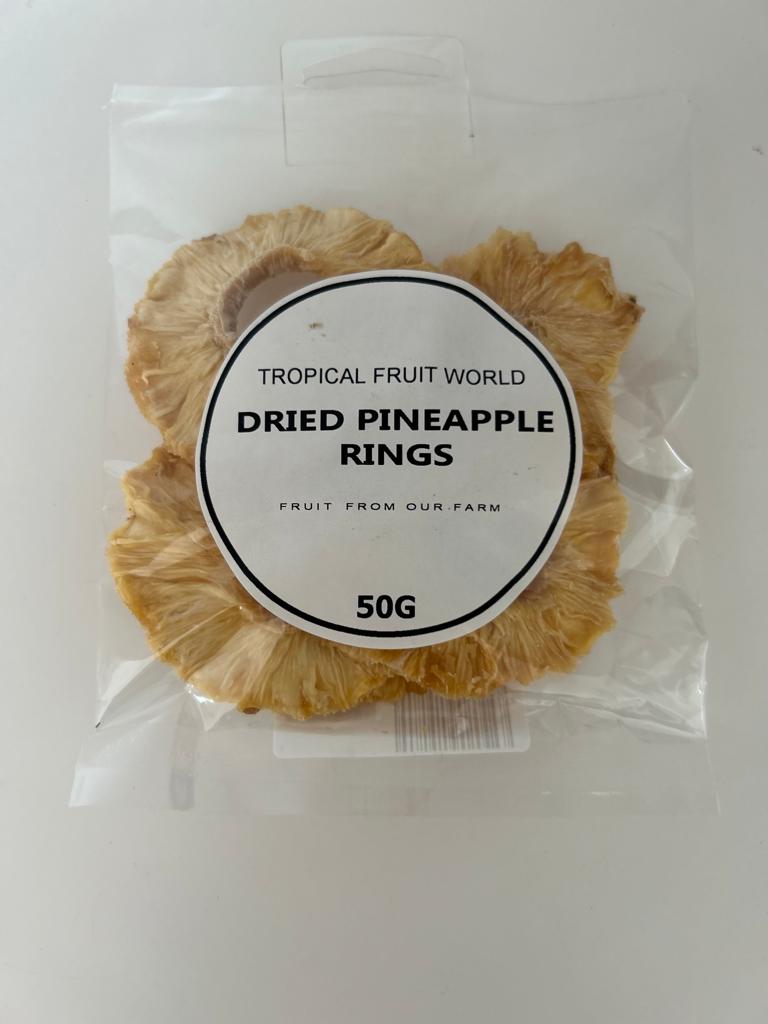 TROPICAL FRUIT WORLD
DRIED PINEAPPLE
RINGS
FRUIT FROM OUR FARM
50G